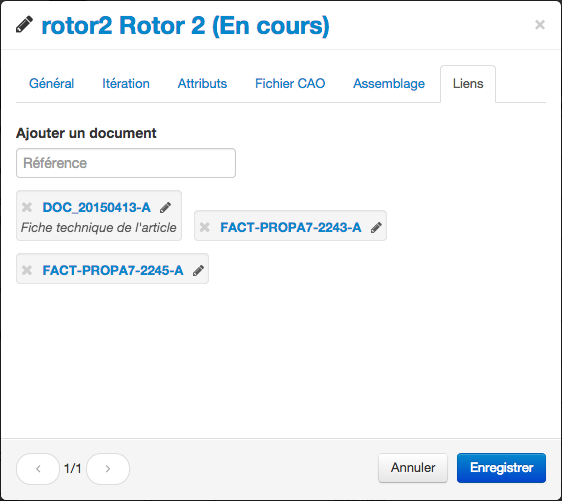 rotor2 Rotor 2 (En cours)
×
Général Itération Attributs Fichier CAO Assemblage Liens
Ajouter un document
Référence
DOC_20150413-A
Fiche technique de l'article
FACT-PROPA7-2243-A
FACT-PROPA7-2245-A
‹ 1/1 ›
Annuler Enregistrer